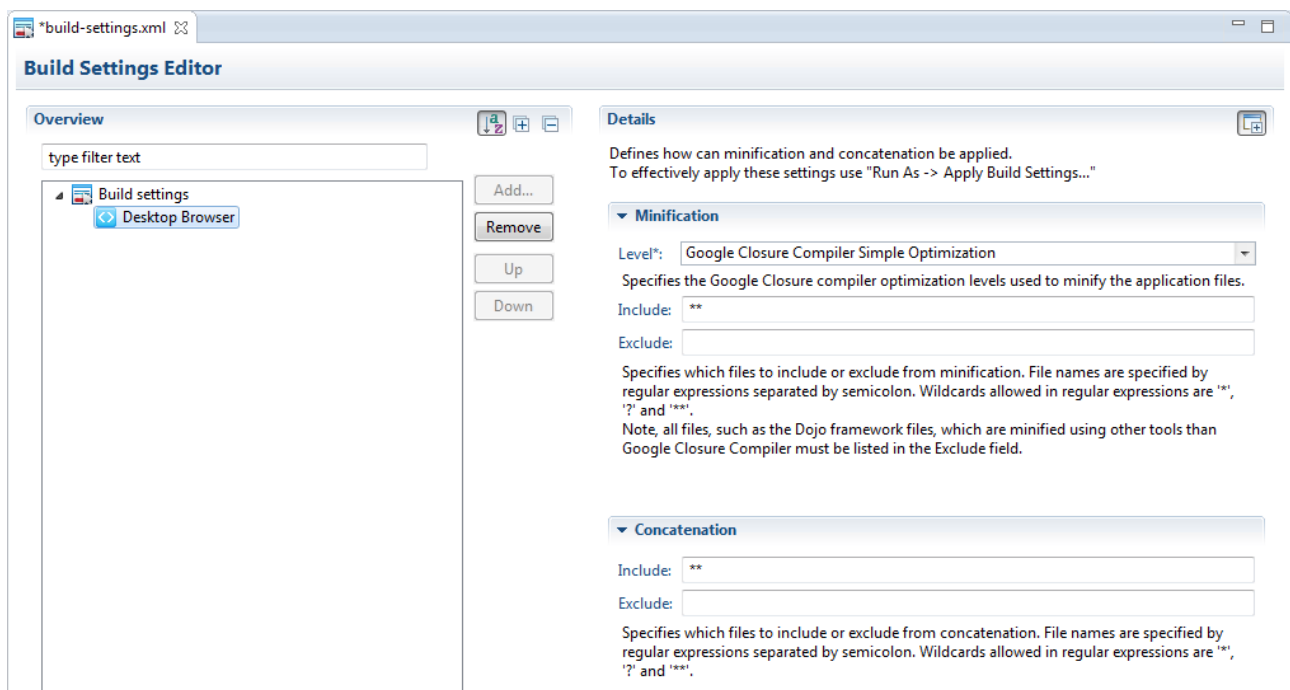 *build-settings.xml
Build Settings Editor
Overview
type filter text
Build settings
Desktop Browser
Add...
Remove
Up
Down
Details
Defines how can minification and concatenation be applied.
To effectively apply these settings use "Run As -> Apply Build Settings..."
Minification
Level*: Google Closure Compiler Simple Optimization
Specifies the Google Closure compiler optimization levels used to minify the application files.
Include: **
Exclude:
Specifies which files to include or exclude from minification. File names are specified by
regular expressions separated by semicolon. Wildcards allowed in regular expressions are '*',
'?' and '**'.
Note, all files, such as the Dojo framework files, which are minified using other tools than
Google Closure Compiler must be listed in the Exclude field.
Concatenation
Include: **
Exclude:
Specifies which files to include or exclude from concatenation. File names are specified by
regular expressions separated by semicolon. Wildcards allowed in regular expressions are '*',
'?' and '**'.